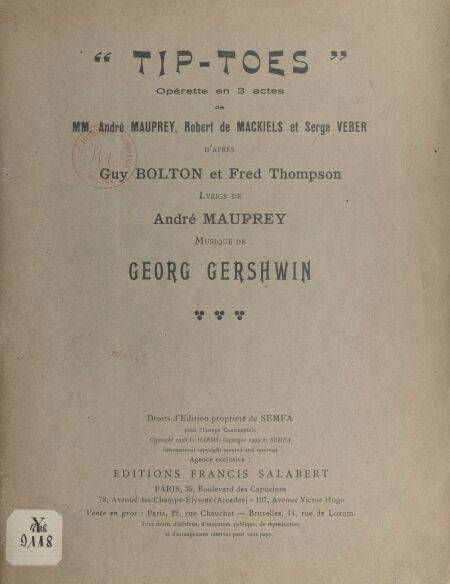 “ TIP-TOES ”
Opérette en 3 actes
de
MM. André MAUPREY, Robert de MACKIELS et Serge VEBER
D'APRÈS
Guy BOLTON et Fred Thompson
LYRICS DE
André MAUPREY
MUSIQUE DE
GEORG GERSHWIN
Droits d'Edition propriété de SEMFA
pour l'Europe Continentale
Copyright by HARMS. Copyright by SEMFA
International copyright secured and reserved
Agence exclusive :
EDITIONS FRANCIS SALABERT
PARIS, 35, Boulevard des Capucines
78, Avenue des Champs-Elysées (Arcades) - 107, Avenue Victor Hugo
Vente en gros : Paris, 22, rue Chauchat — Bruxelles, 14, rue de Loxum.
Tous droits d'édition, d'exécution publique, de reproduction
et d'arrangement réservés pour tous pays.
Y
9118